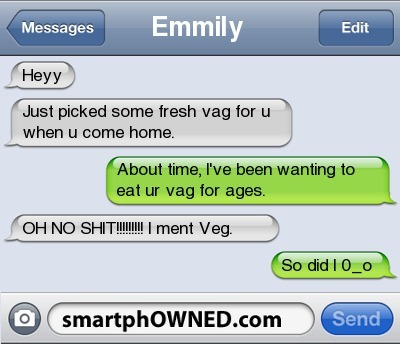 Messages Emmily Edit
Heyy
Just picked some fresh vag for u
when u come home.
About time, I've been wanting to
eat ur vag for ages.
OH NO SHIT!!!!!!!!! I ment Veg.
So did I 0_o
smartphOWNED.com Send